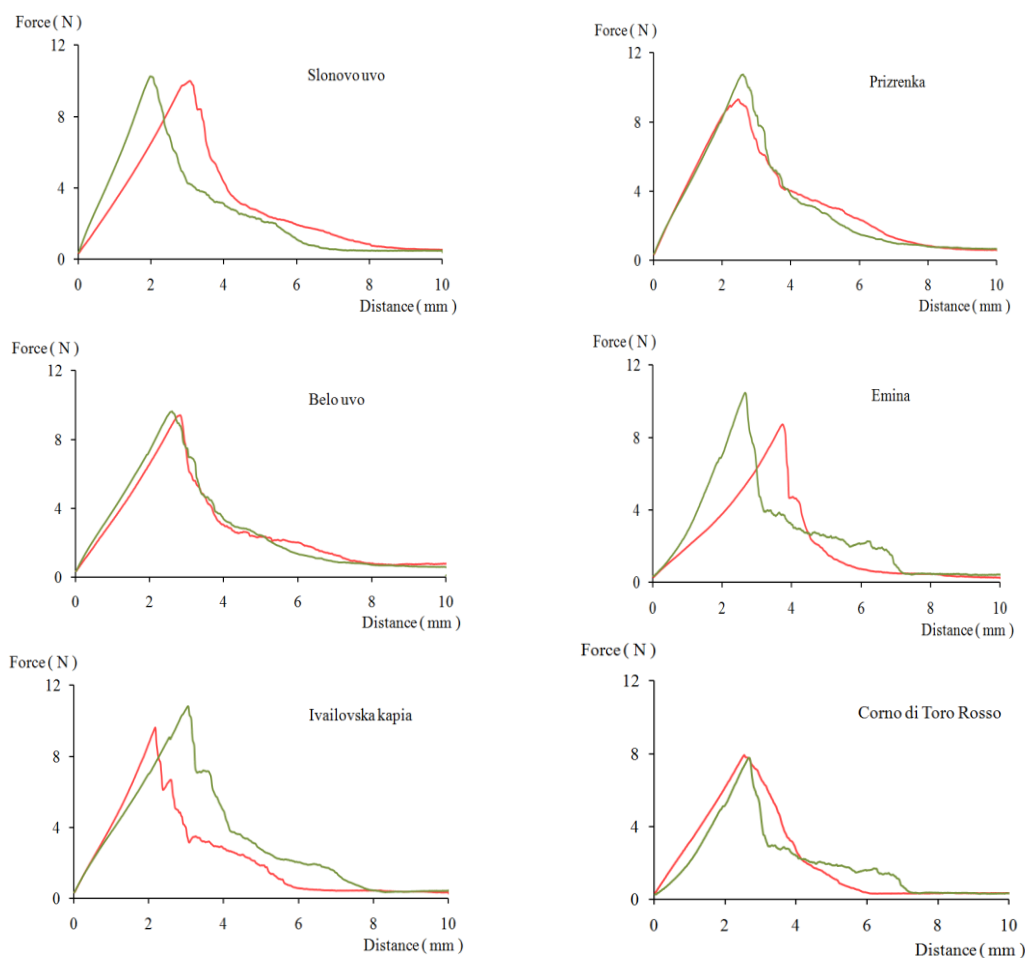 Force ( N )
12
8
4
0
Slonovo uvo
0 2 4 6 8 10
Distance ( mm )
Force ( N )
12
8
4
0
Prizrenka
0 2 4 6 8 10
Distance ( mm )
Force ( N )
12
8
4
0
Belo uvo
0 2 4 6 8 10
Distance ( mm )
Force ( N )
12
8
4
0
Emina
0 2 4 6 8 10
Distance ( mm )
Force ( N )
12
8
4
0
Ivailovska kapia
0 2 4 6 8 10
Distance ( mm )
Force ( N )
12
8
4
0
Corno di Toro Rosso
0 2 4 6 8 10
Distance ( mm )